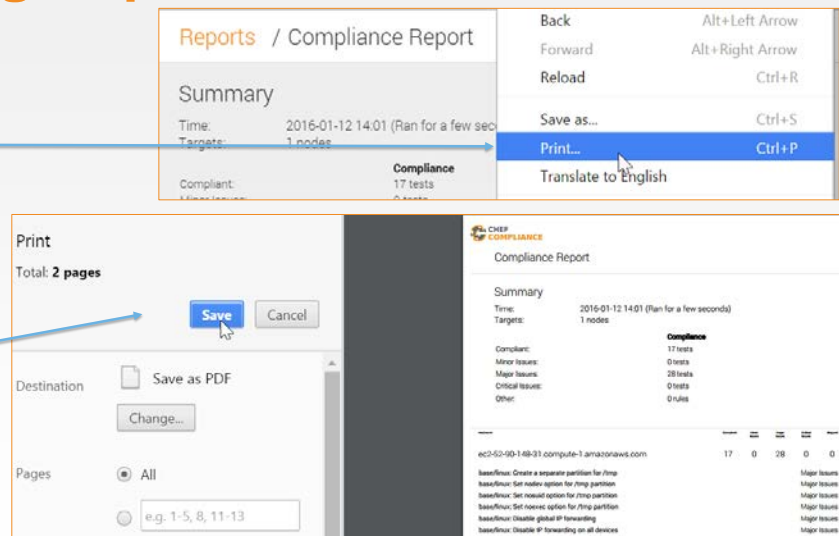 Reports / Compliance Report
Summary
Time: 2016-01-12 14:01 (Ran for a few sec
Targets: 1 nodes
Compliance
Compliant: 17 tests
Back Alt+Left Arrow
Forward Alt+Right Arrow
Reload Ctrl+R
Save as... Ctrl+S
Print... Ctrl+P
Translate to English
Print
Total: 2 pages
Save Cancel
Destination Save as PDF
Change...
Pages All
e.g. 1-5, 8, 11-13
CHEF
COMPLIANCE
Compliance Report
Summary
Time: 2016-01-12 14:01 (Ran for a few seconds)
Targets: 1 nodes
Compliance
Compliant: 17 tests
Minor Issues: 0 tests
Major Issues: 28 tests
Critical Issues: 0 tests
Other: 0 rules
ec2-52-90-148-31.compute-1.amazonaws.com 17 0 28 0 0
base/linux: Create a separate partition for /tmp Major Issues
base/linux: Set nodev option for /tmp partition Major Issues
base/linux: Set nosuid option for /tmp partition Major Issues
base/linux: Set noexec option for /tmp partition Major Issues
base/linux: Disable global IP forwarding Major Issues
base/linux: Disable IP forwarding on all devices Major Issues